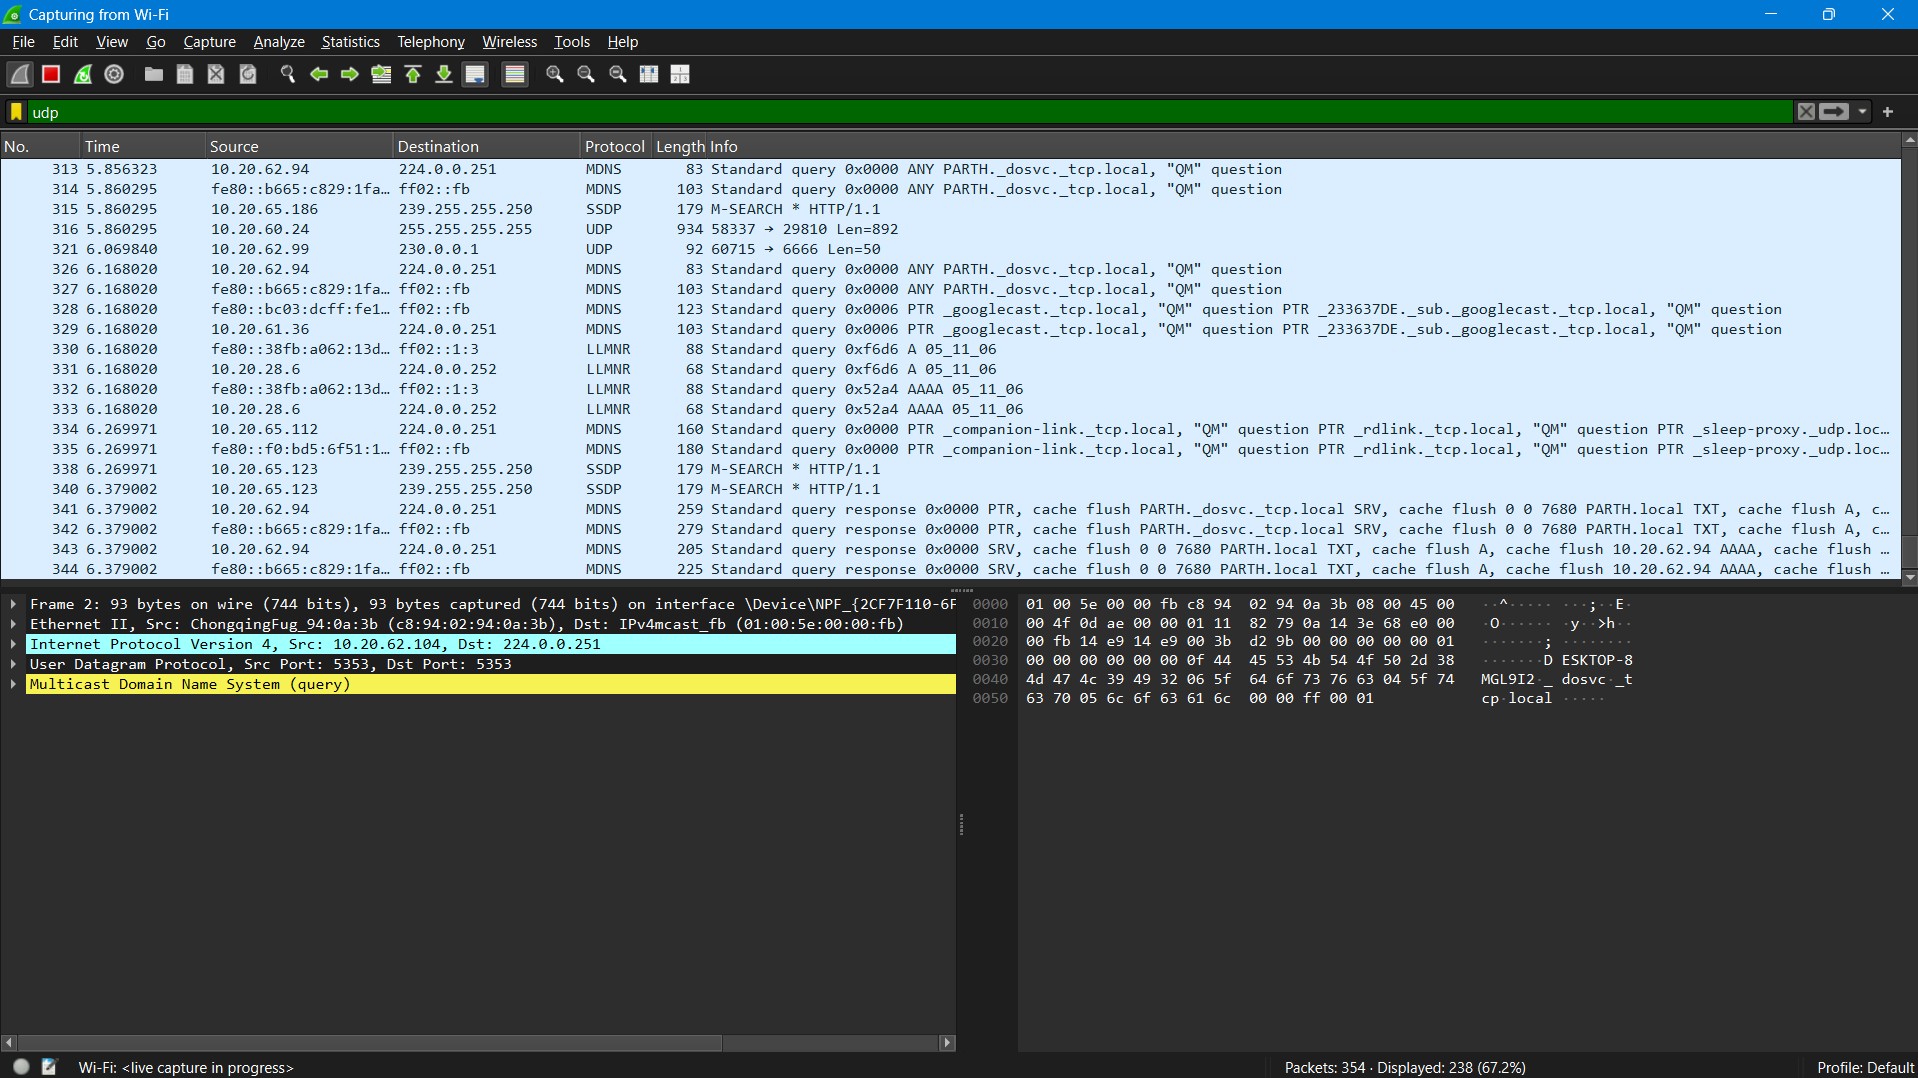 Capturing from Wi-Fi
File Edit View Go Capture Analyze Statistics Telephony Wireless Tools Help
udp
No. Time Source Destination Protocol Length Info
313 5.856323 10.20.62.94 224.0.0.251 MDNS 83 Standard query 0x0000 ANY PARTH._dosvc._tcp.local, "QM" question
314 5.860295 fe80::b665:c829:1fa… ff02::fb MDNS 103 Standard query 0x0000 ANY PARTH._dosvc._tcp.local, "QM" question
315 5.860295 10.20.65.186 239.255.255.250 SSDP 179 M-SEARCH * HTTP/1.1
316 5.860295 10.20.60.24 255.255.255.255 UDP 934 58337 → 29810 Len=892
321 6.069840 10.20.62.99 230.0.0.1 UDP 92 60715 → 6666 Len=50
326 6.168020 10.20.62.94 224.0.0.251 MDNS 83 Standard query 0x0000 ANY PARTH._dosvc._tcp.local, "QM" question
327 6.168020 fe80::b665:c829:1fa… ff02::fb MDNS 103 Standard query 0x0000 ANY PARTH._dosvc._tcp.local, "QM" question
328 6.168020 fe80::bc03:dcff:fe1… ff02::fb MDNS 123 Standard query 0x0006 PTR _googlecast._tcp.local, "QM" question PTR _233637DE._sub._googlecast._tcp.local, "QM" question
329 6.168020 10.20.61.36 224.0.0.251 MDNS 103 Standard query 0x0006 PTR _googlecast._tcp.local, "QM" question PTR _233637DE._sub._googlecast._tcp.local, "QM" question
330 6.168020 fe80::38fb:a062:13d… ff02::1:3 LLMNR 88 Standard query 0xf6d6 A 05_11_06
331 6.168020 10.20.28.6 224.0.0.252 LLMNR 68 Standard query 0xf6d6 A 05_11_06
332 6.168020 fe80::38fb:a062:13d… ff02::1:3 LLMNR 88 Standard query 0x52a4 AAAA 05_11_06
333 6.168020 10.20.28.6 224.0.0.252 LLMNR 68 Standard query 0x52a4 AAAA 05_11_06
334 6.269971 10.20.65.112 224.0.0.251 MDNS 160 Standard query 0x0000 PTR _companion-link._tcp.local, "QM" question PTR _rdlink._tcp.local, "QM" question PTR _sleep-proxy._udp.loc…
335 6.269971 fe80::f0:bd5:6f51:1… ff02::fb MDNS 180 Standard query 0x0000 PTR _companion-link._tcp.local, "QM" question PTR _rdlink._tcp.local, "QM" question PTR _sleep-proxy._udp.loc…
338 6.269971 10.20.65.123 239.255.255.250 SSDP 179 M-SEARCH * HTTP/1.1
340 6.379002 10.20.65.123 239.255.255.250 SSDP 179 M-SEARCH * HTTP/1.1
341 6.379002 10.20.62.94 224.0.0.251 MDNS 259 Standard query response 0x0000 PTR, cache flush PARTH._dosvc._tcp.local SRV, cache flush 0 0 7680 PARTH.local TXT, cache flush A, c…
342 6.379002 fe80::b665:c829:1fa… ff02::fb MDNS 279 Standard query response 0x0000 PTR, cache flush PARTH._dosvc._tcp.local SRV, cache flush 0 0 7680 PARTH.local TXT, cache flush A, c…
343 6.379002 10.20.62.94 224.0.0.251 MDNS 205 Standard query response 0x0000 SRV, cache flush 0 0 7680 PARTH.local TXT, cache flush A, cache flush 10.20.62.94 AAAA, cache flush …
344 6.379002 fe80::b665:c829:1fa… ff02::fb MDNS 225 Standard query response 0x0000 SRV, cache flush 0 0 7680 PARTH.local TXT, cache flush A, cache flush 10.20.62.94 AAAA, cache flush …
Frame 2: 93 bytes on wire (744 bits), 93 bytes captured (744 bits) on interface \Device\NPF_{2CF7F110-6F
Ethernet II, Src: ChongqingFug_94:0a:3b (c8:94:02:94:0a:3b), Dst: IPv4mcast_fb (01:00:5e:00:00:fb)
Internet Protocol Version 4, Src: 10.20.62.104, Dst: 224.0.0.251
User Datagram Protocol, Src Port: 5353, Dst Port: 5353
Multicast Domain Name System (query)
0000 01 00 5e 00 00 fb c8 94 02 94 0a 3b 08 00 45 00 ··^····· ···;··E·
0010 00 4f 0d ae 00 00 01 11 82 79 0a 14 3e 68 e0 00 ·O······ ·y··>h··
0020 00 fb 14 e9 14 e9 00 3b d2 9b 00 00 00 00 00 01 ·······; ········
0030 00 00 00 00 00 00 0f 44 45 53 4b 54 4f 50 2d 38 ·······D ESKTOP-8
0040 4d 47 4c 39 49 32 06 5f 64 6f 73 76 63 04 5f 74 MGL9I2·_ dosvc·_t
0050 63 70 05 6c 6f 63 61 6c 00 00 ff 00 01 cp·local ·····
Wi-Fi: <live capture in progress>
Packets: 354 · Displayed: 238 (67.2%)
Profile: Default